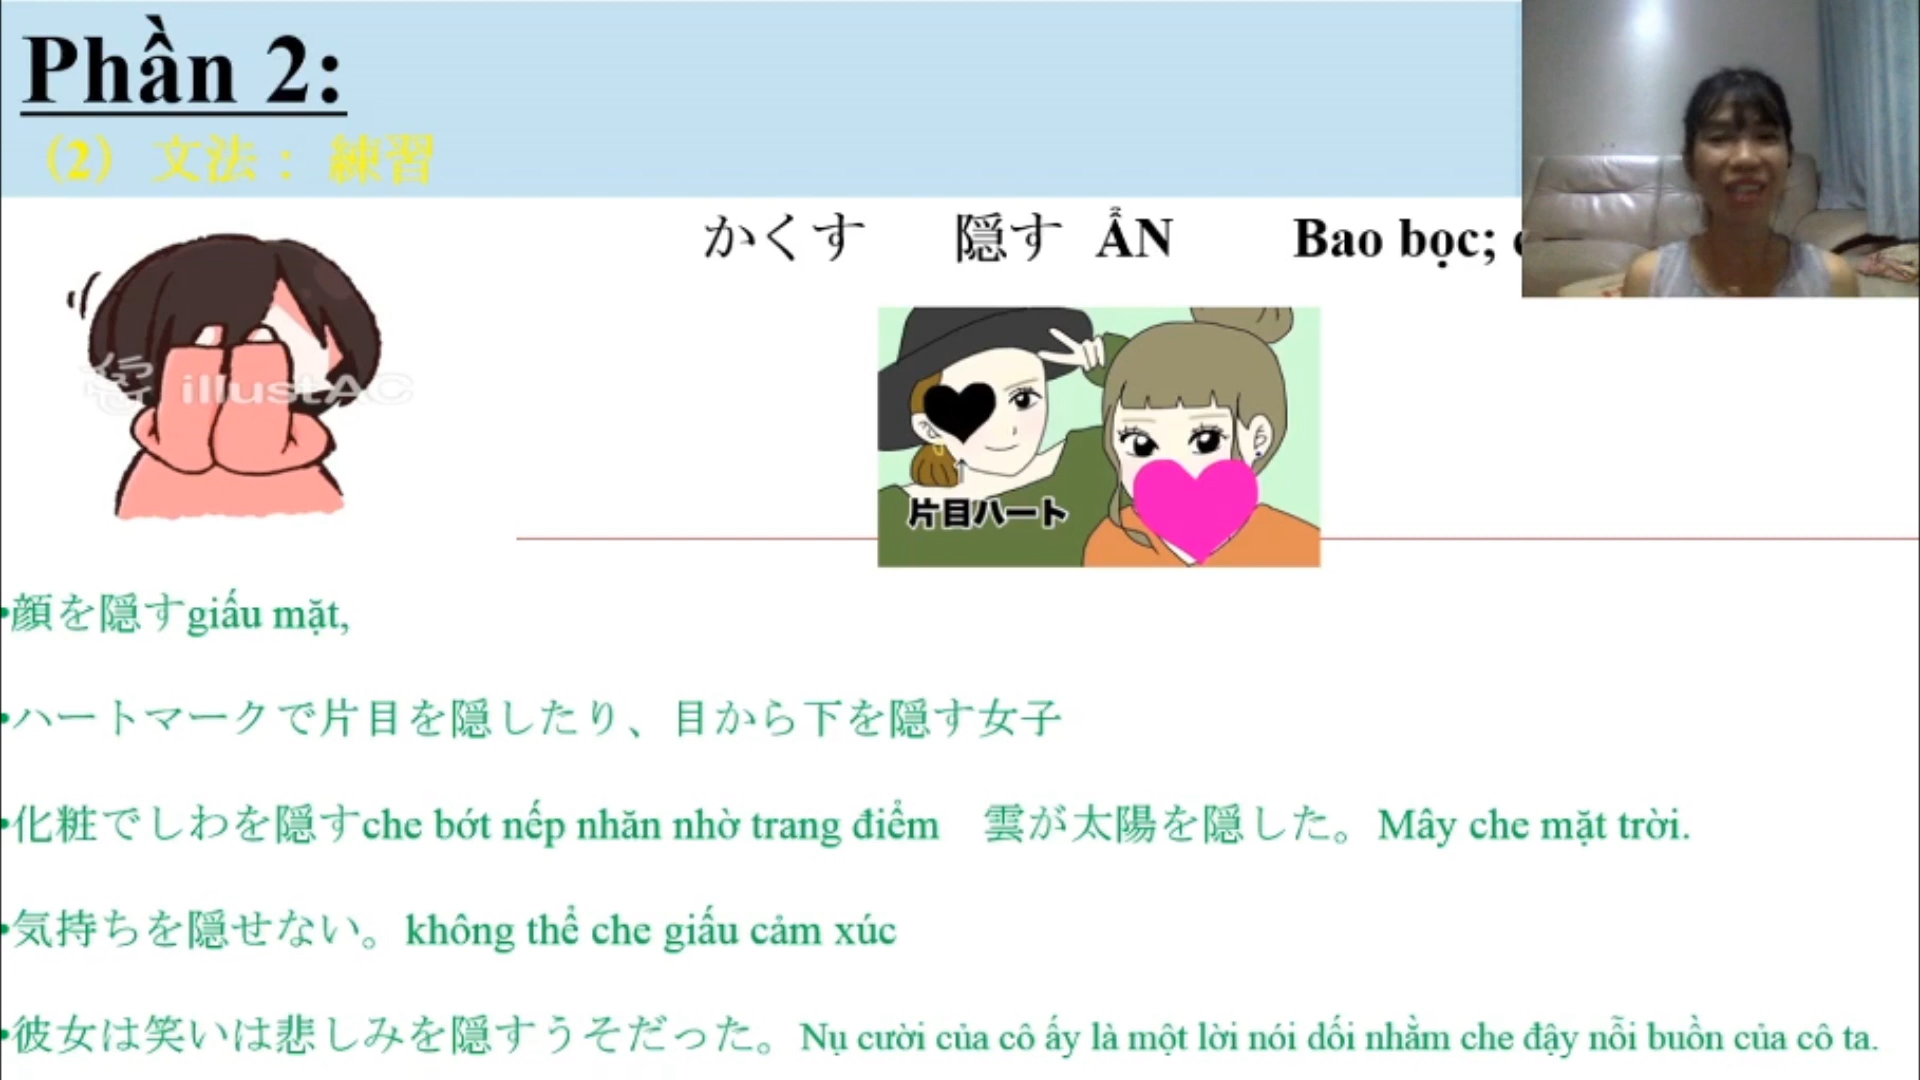 Phần 2:
（2） 文法： 練習
かくす 隠す ẨN Bao bọc;
illustAC
片目ハート
•顔を隠すgiấu mặt,
•ハートマークで片目を隠したり、目から下を隠す女子
•化粧でしわを隠すche bớt nếp nhăn nhờ trang điểm 雲が太陽を隠した。Mây che mặt trời.
•気持ちを隠せない。không thể che giấu cảm xúc
•彼女は笑いは悲しみを隠すうそだった。Nụ cười của cô ấy là một lời nói dối nhằm che đậy nỗi buồn của cô ta.